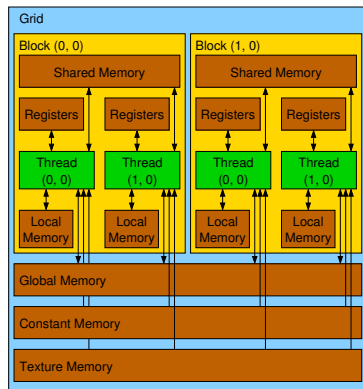 Grid
Block (0, 0)
Block (1, 0)
Shared Memory
Shared Memory
Registers
Registers
Registers
Registers
Thread
(0, 0)
Thread
(1, 0)
Thread
(0, 0)
Thread
(1, 0)
Local
Memory
Local
Memory
Local
Memory
Local
Memory
Global Memory
Constant Memory
Texture Memory